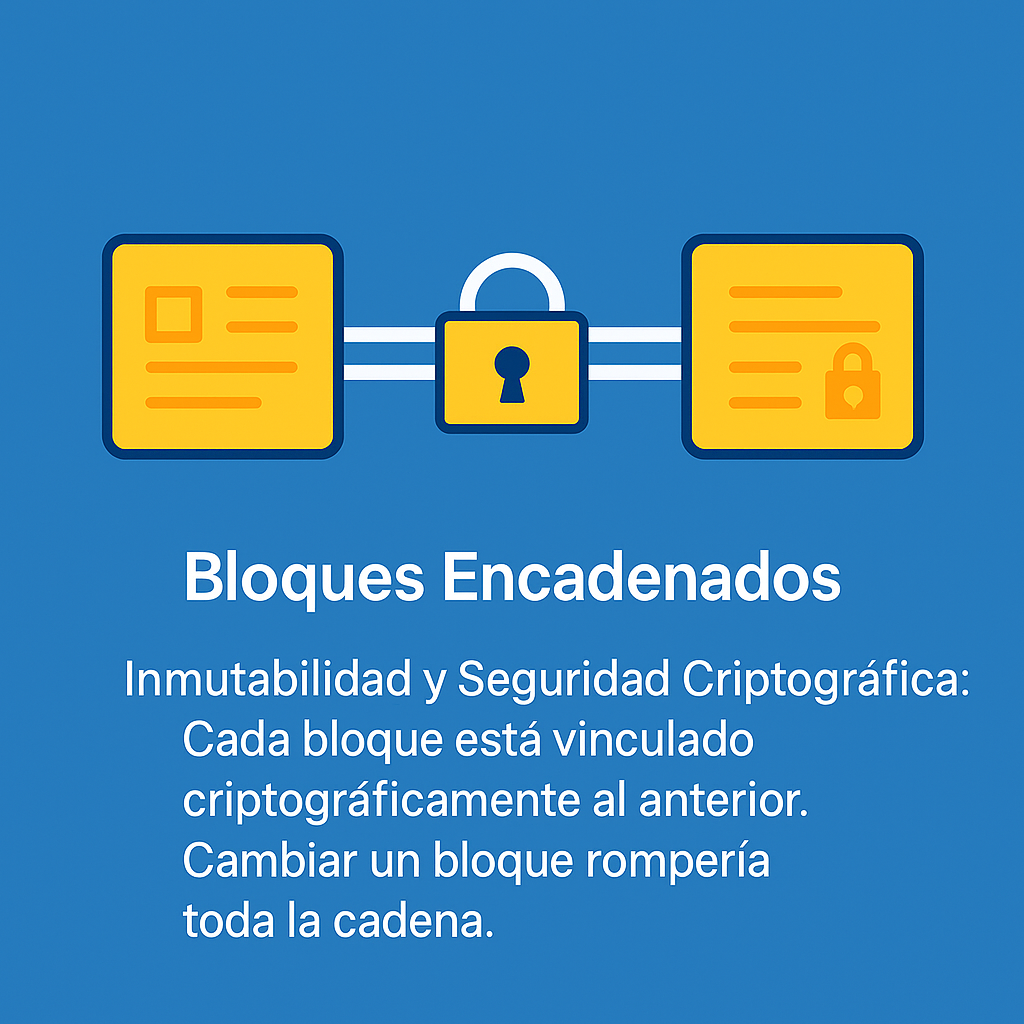 Bloques Encadenados
Inmutabilidad y Seguridad Criptográfica:
Cada bloque está vinculado
criptográficamente al anterior.
Cambiar un bloque rompería
toda la cadena.